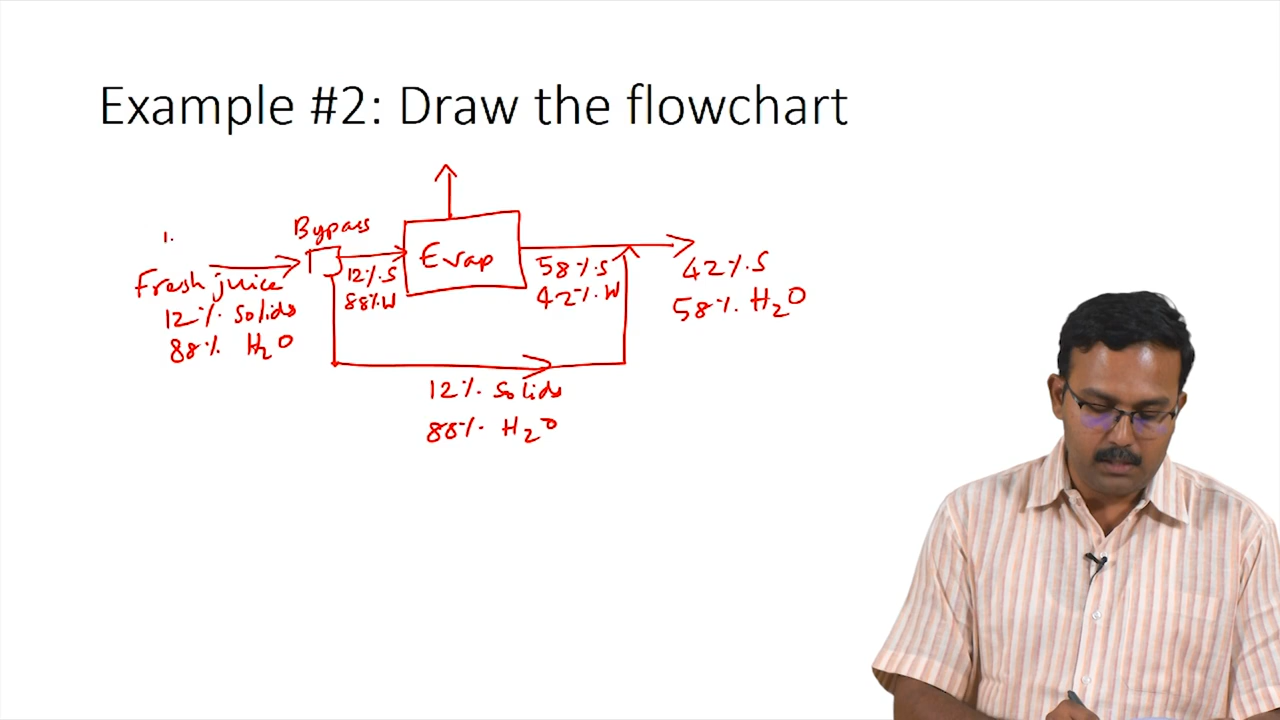 Example #2: Draw the flowchart
1.
Bypass
Fresh juice
12% Solids
88% H2O
12% S
88% W
Evap
58% S
42% W
42% S
58% H2O
12% Solids
88% H2O